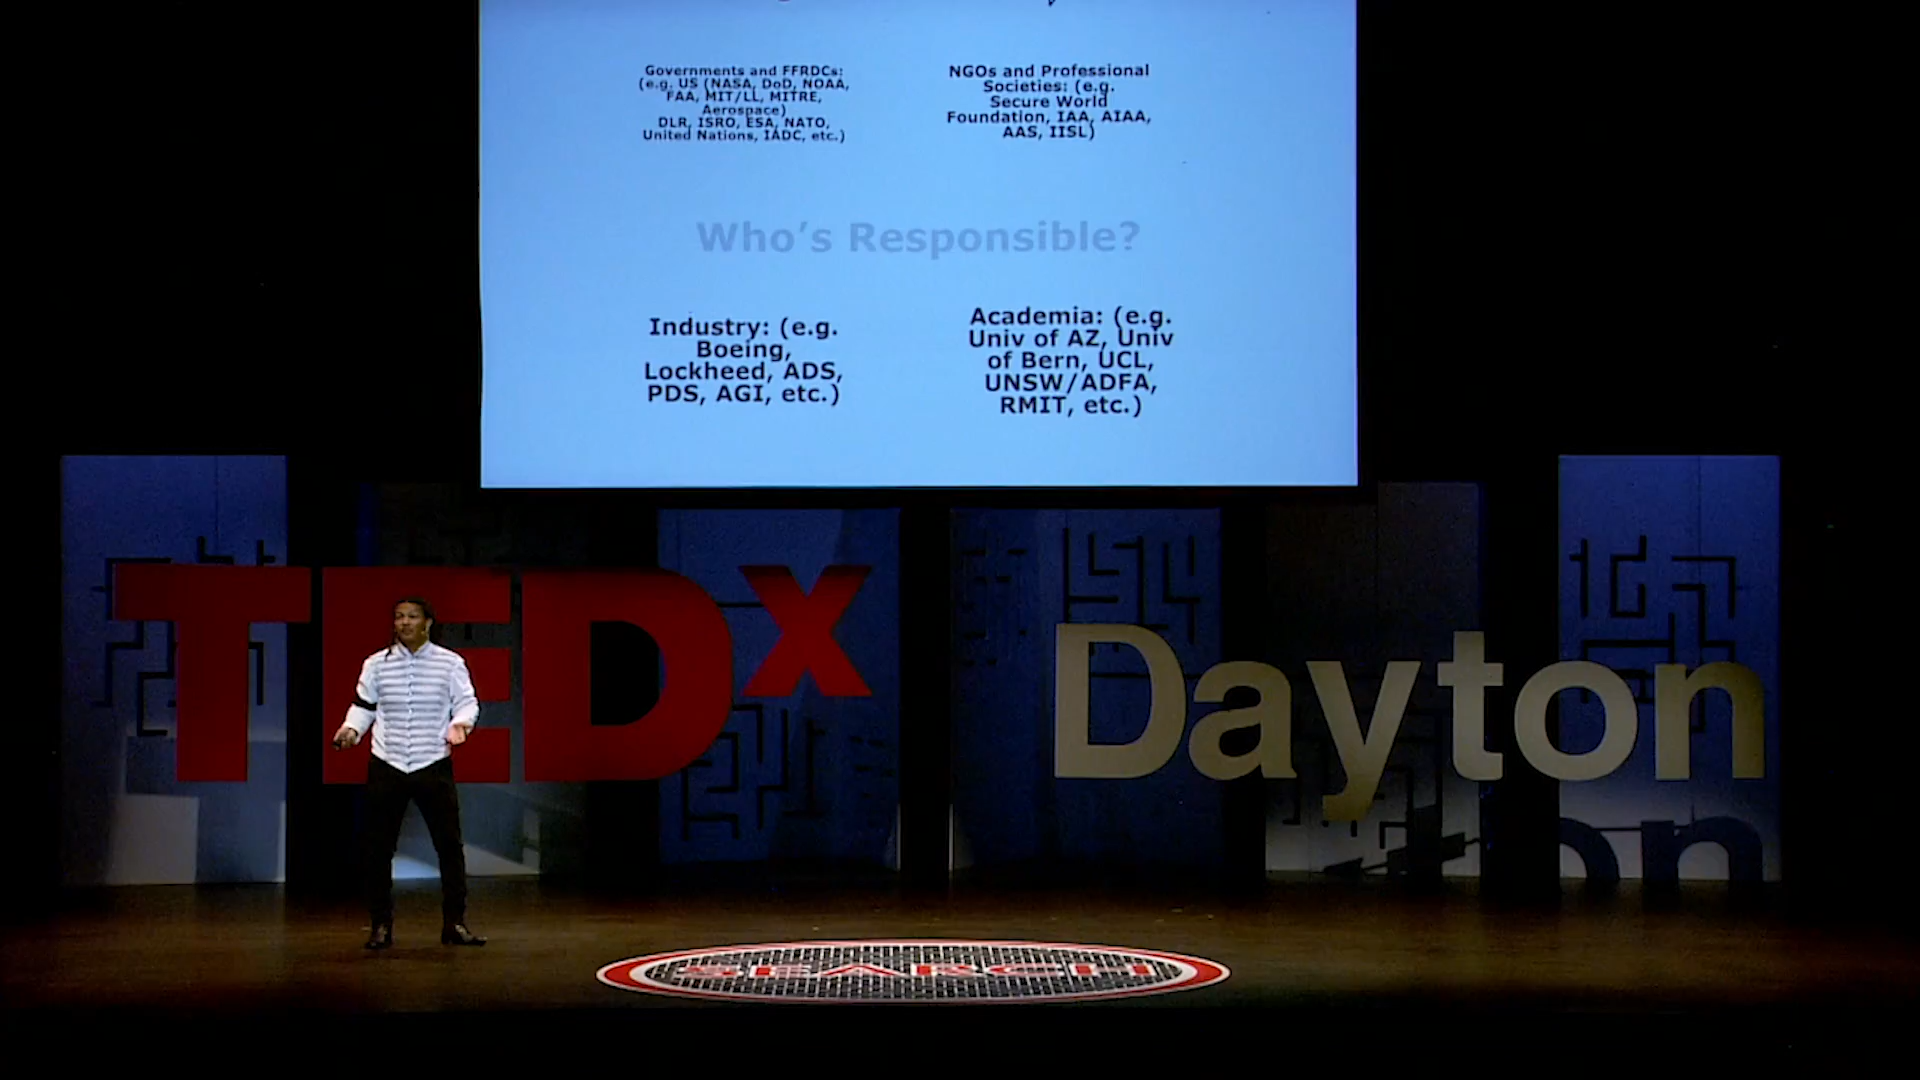 Governments and FFRDCs:
(e.g. US (NASA, DoD, NOAA,
FAA, MIT/LL, MITRE,
Aerospace)
DLR, ISRO, ESA, NATO,
United Nations, IADC, etc.)
NGOs and Professional
Societies: (e.g.
Secure World
Foundation, IAA, AIAA,
AAS, IISL)
Who's Responsible?
Industry: (e.g.
Boeing,
Lockheed, ADS,
PDS, AGI, etc.)
Academia: (e.g.
Univ of AZ, Univ
of Bern, UCL,
UNSW/ADFA,
RMIT, etc.)
TEDx Dayton
SEARCH